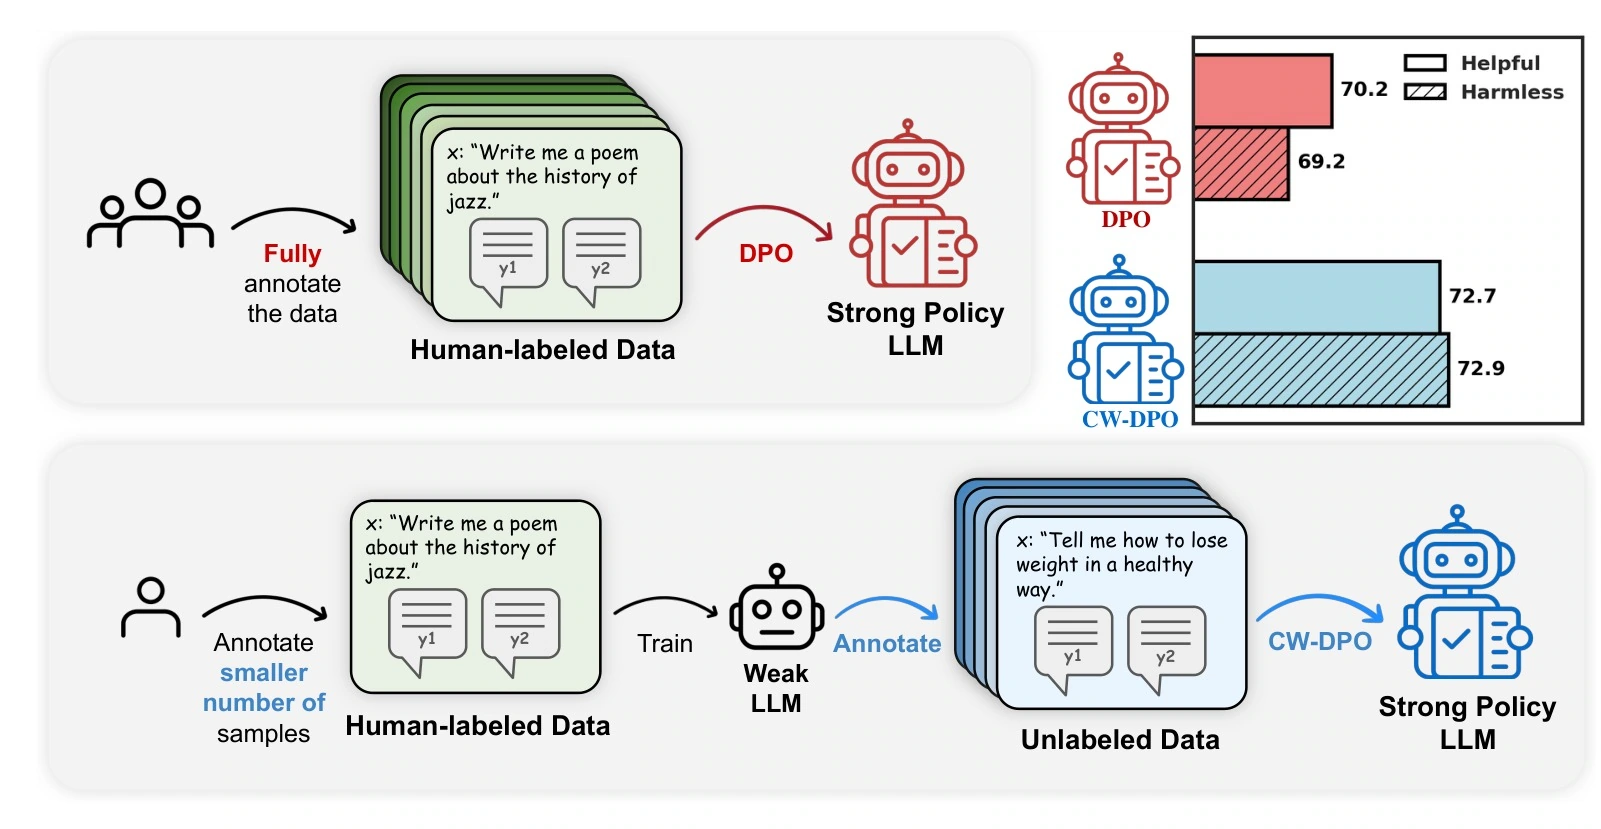 x: “Write me a poem
about the history of
jazz.”
y1
y2
Fully
annotate
the data
Human-labeled Data
DPO
Strong Policy
LLM
DPO
CW-DPO
Helpful
Harmless
70.2
69.2
72.7
72.9
Annotate
smaller
number of
samples
x: “Write me a poem
about the history of
jazz.”
y1
y2
Human-labeled Data
Train
Weak
LLM
Annotate
x: “Tell me how to lose
weight in a healthy
way.”
y1
y2
Unlabeled Data
CW-DPO
Strong Policy
LLM